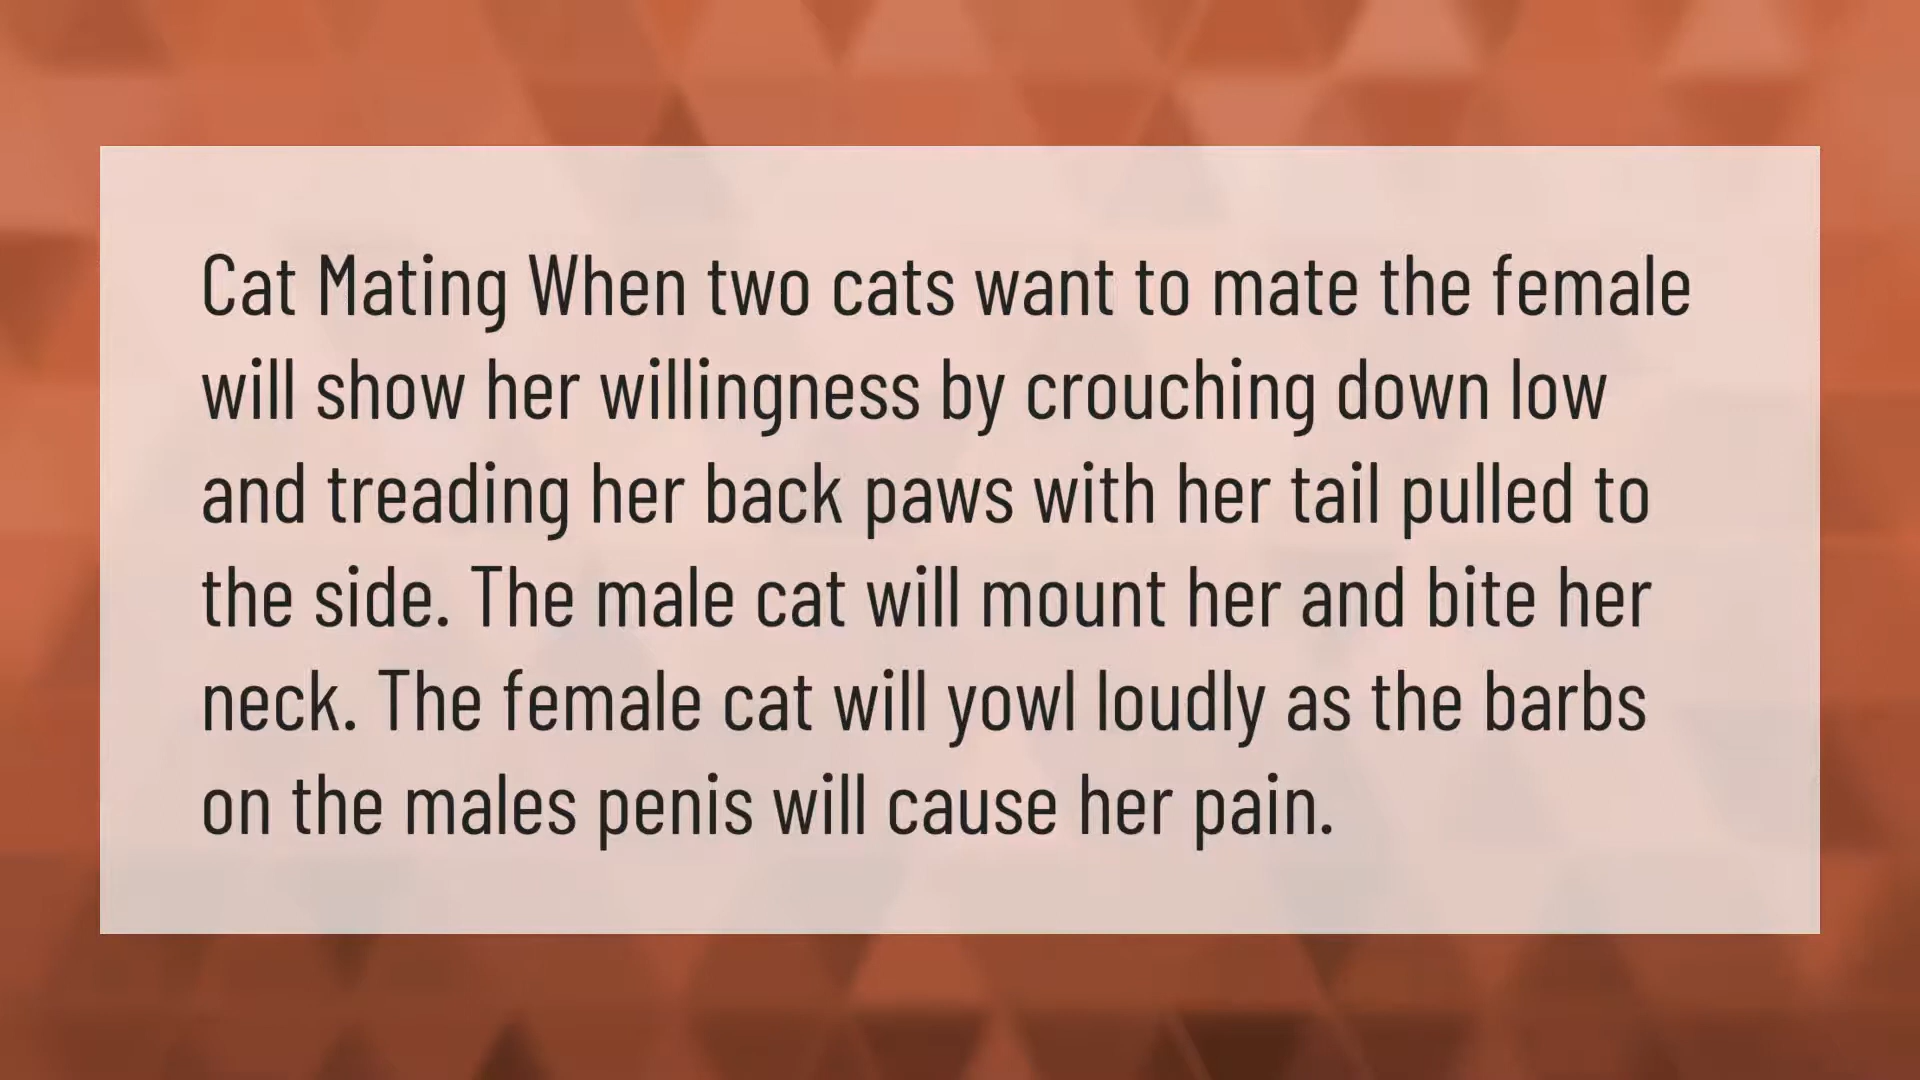 Cat Mating When two cats want to mate the female
will show her willingness by crouching down low
and treading her back paws with her tail pulled to
the side. The male cat will mount her and bite her
neck. The female cat will yowl loudly as the barbs
on the males penis will cause her pain.